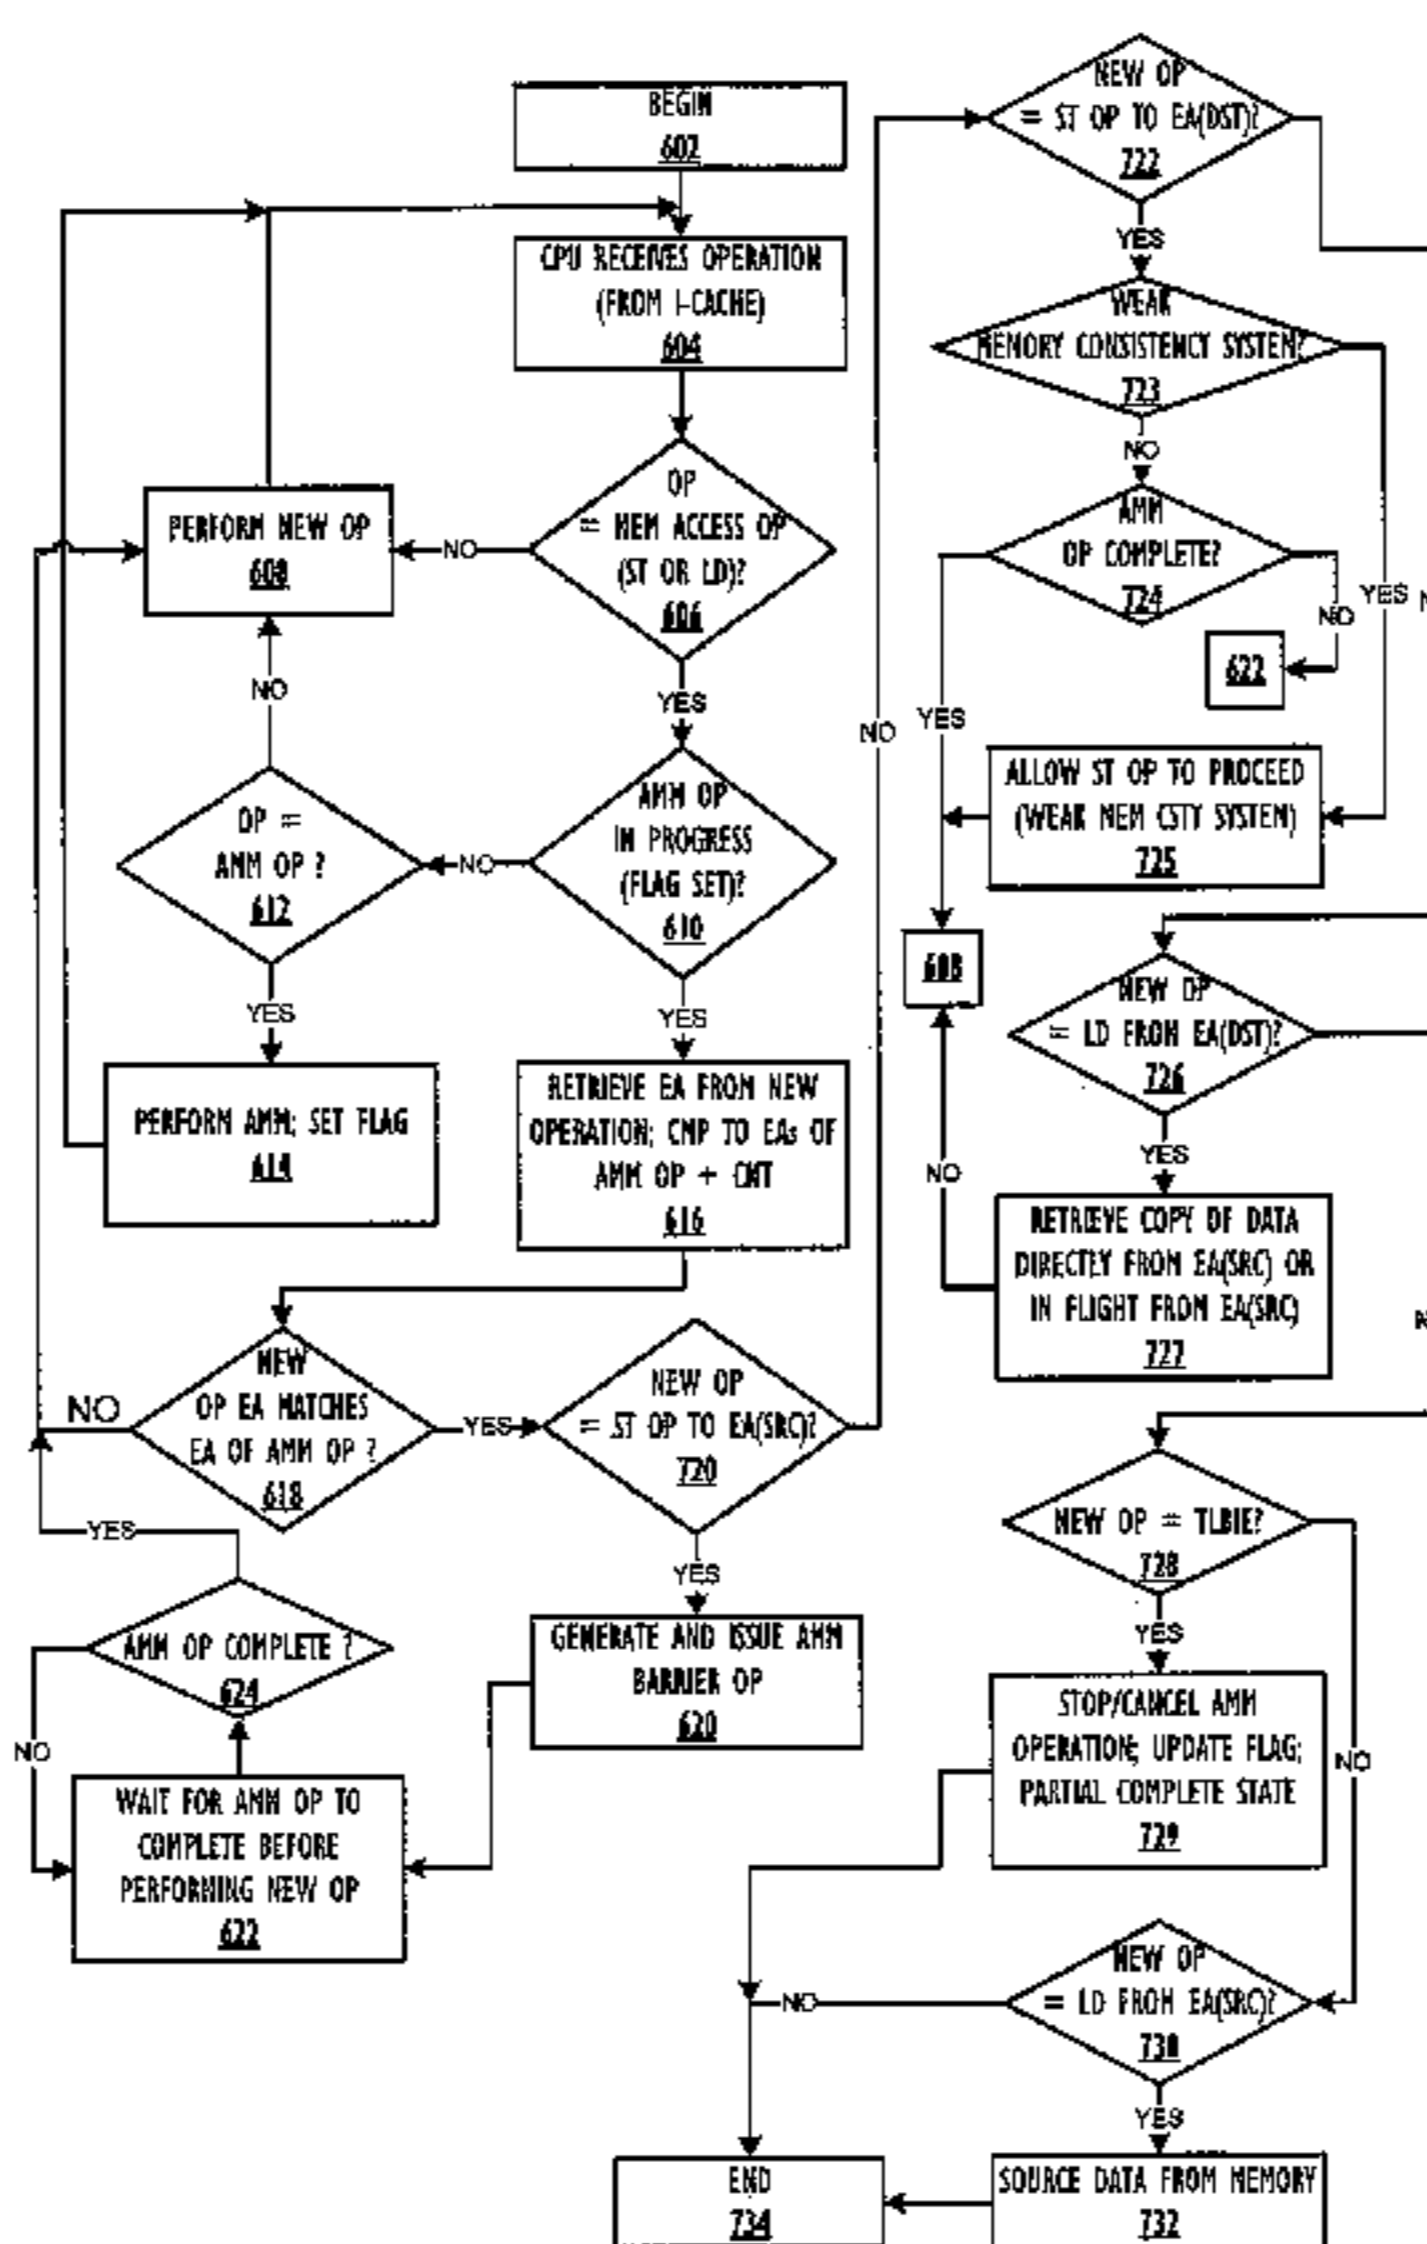 BEGIN
602
CPU RECEIVES OPERATION
(FROM I-CACHE)
604
OP
= MEM ACCESS OP
(ST OR LD)?
606
NO
YES
PERFORM NEW OP
608
NO
AMM OP
IN PROGRESS
(FLAG SET)?
610
NO
YES
OP =
AMM OP ?
612
YES
PERFORM AMM; SET FLAG
614
RETRIEVE EA FROM NEW
OPERATION; CMP TO EAs OF
AMM OP + CNT
616
NEW
OP EA MATCHES
EA OF AMM OP ?
618
NO
YES
NEW OP
= ST OP TO EA(SRC)?
720
NO
YES
GENERATE AND ISSUE AMM
BARRIER OP
620
WAIT FOR AMM OP TO
COMPLETE BEFORE
PERFORMING NEW OP
622
AMM OP COMPLETE ?
624
YES
NO
NEW OP
= ST OP TO EA(DST)?
722
YES
WEAK
MEMORY CONSISTENCY SYSTEM?
723
NO
YES
AMM
OP COMPLETE?
724
NO
622
YES
ALLOW ST OP TO PROCEED
(WEAK MEM CSTY SYSTEM)
725
608
NEW OP
= LD FROM EA(DST)?
726
YES
RETRIEVE COPY OF DATA
DIRECTLY FROM EA(SRC) OR
IN FLIGHT FROM EA(SRC)
727
NO
NEW OP = TLBIE?
728
YES
NO
STOP/CANCEL AMM
OPERATION; UPDATE FLAG;
PARTIAL COMPLETE STATE
729
NEW OP
= LD FROM EA(SRC)?
730
NO
YES
SOURCE DATA FROM MEMORY
732
END
734